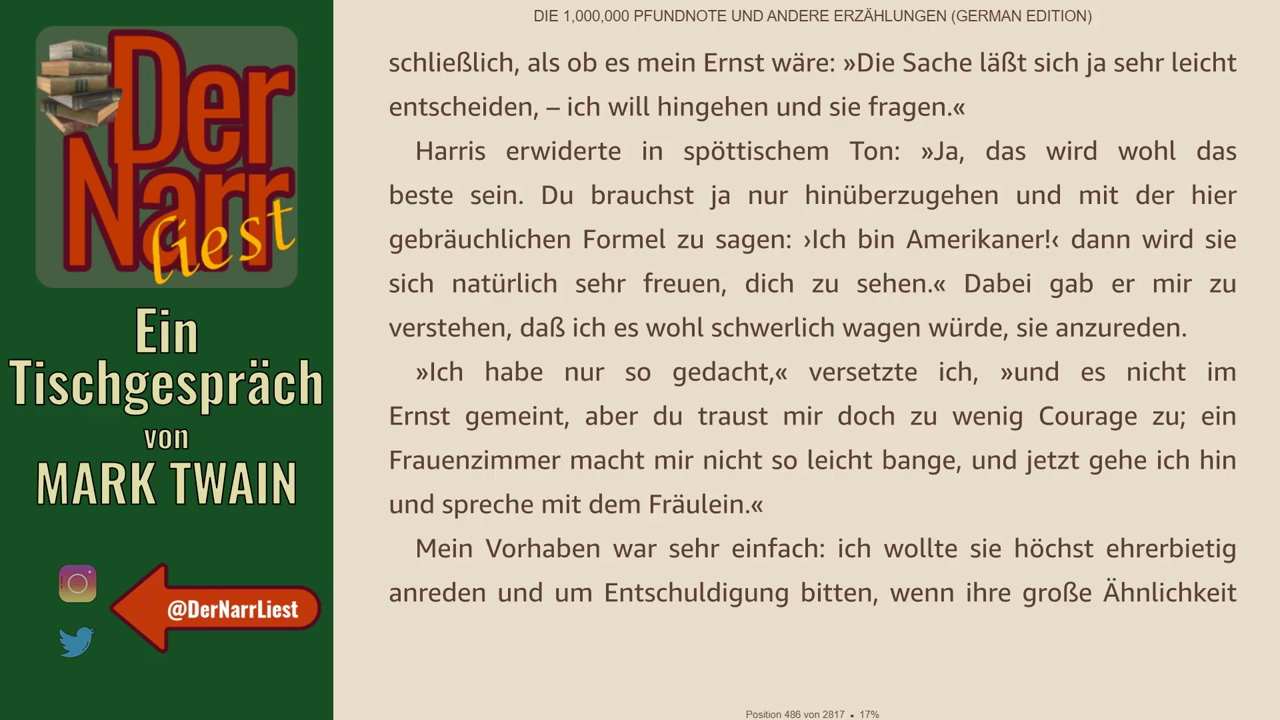 Der
Narr
liest
Ein
Tischgespräch
von
MARK TWAIN
@DerNarrLiest
DIE 1,000,000 PFUNDNOTE UND ANDERE ERZÄHLUNGEN (GERMAN EDITION)
schließlich, als ob es mein Ernst wäre: »Die Sache läßt sich ja sehr leicht
entscheiden, – ich will hingehen und sie fragen.«
Harris erwiderte in spöttischem Ton: »Ja, das wird wohl das
beste sein. Du brauchst ja nur hinüberzugehen und mit der hier
gebräuchlichen Formel zu sagen: ›Ich bin Amerikaner!‹ dann wird sie
sich natürlich sehr freuen, dich zu sehen.« Dabei gab er mir zu
verstehen, daß ich es wohl schwerlich wagen würde, sie anzureden.
»Ich habe nur so gedacht,« versetzte ich, »und es nicht im
Ernst gemeint, aber du traust mir doch zu wenig Courage zu; ein
Frauenzimmer macht mir nicht so leicht bange, und jetzt gehe ich hin
und spreche mit dem Fräulein.«
Mein Vorhaben war sehr einfach: ich wollte sie höchst ehrerbietig
anreden und um Entschuldigung bitten, wenn ihre große Ähnlichkeit
Position 486 von 2817 • 17%